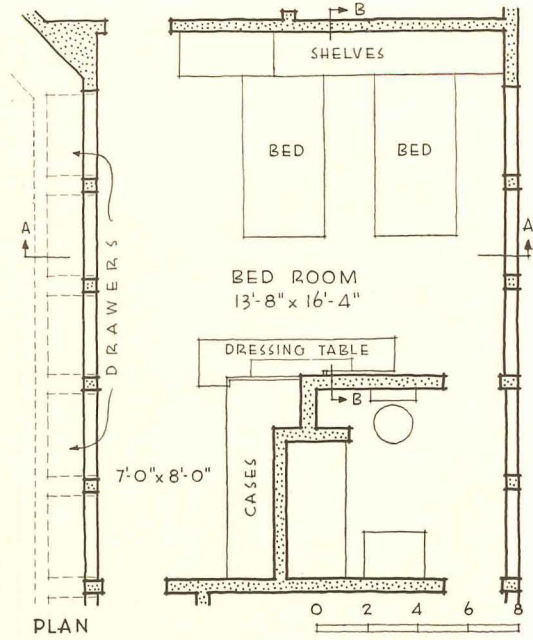 B
SHELVES
BED
BED
A
A
DRAWERS
BED ROOM
13'-8" x 16'-4"
DRESSING TABLE
B
7'-0" x 8'-0"
CASES
0 2 4 6 8
PLAN